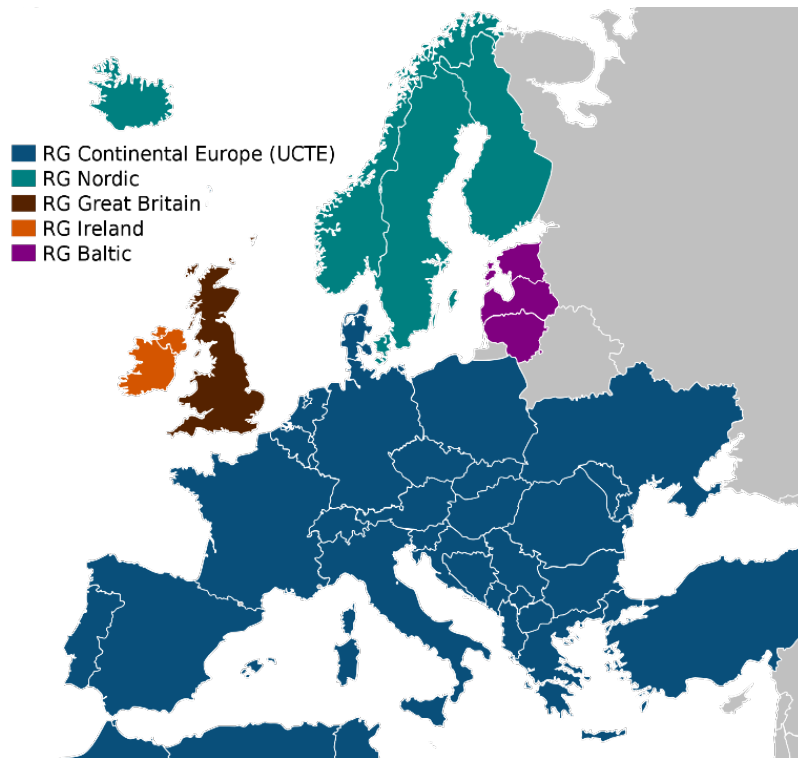 RG Continental Europe (UCTE)
RG Nordic
RG Great Britain
RG Ireland
RG Baltic